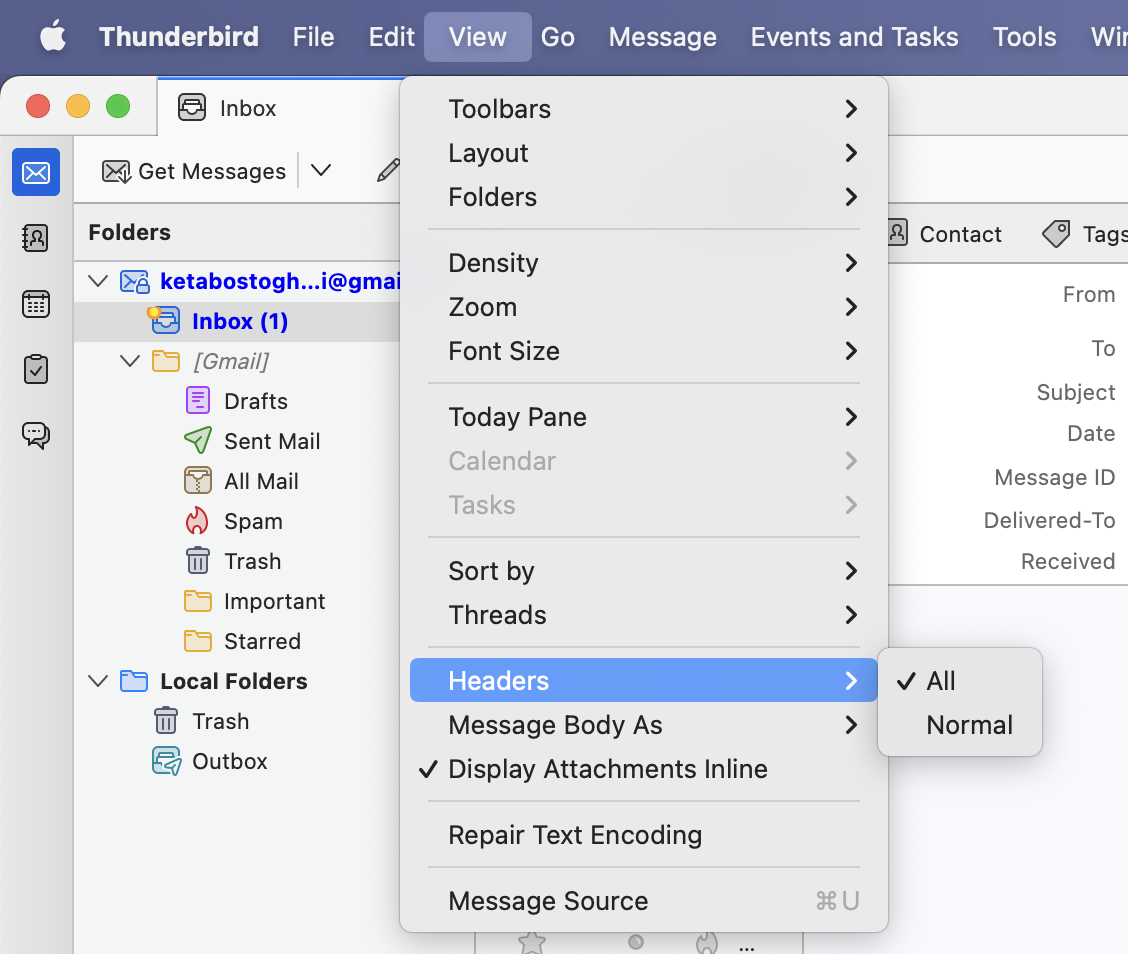 Thunderbird File Edit View Go Message Events and Tasks Tools
Inbox
Get Messages
Folders
ketabostogh...i@gmai
Inbox (1)
[Gmail]
Drafts
Sent Mail
All Mail
Spam
Trash
Important
Starred
Local Folders
Trash
Outbox
Toolbars
Layout
Folders
Density
Zoom
Font Size
Today Pane
Calendar
Tasks
Sort by
Threads
Headers
Message Body As
Display Attachments Inline
Repair Text Encoding
Message Source ⌘U
All
Normal
Contact Tags
From
To
Subject
Date
Message ID
Delivered-To
Received
...